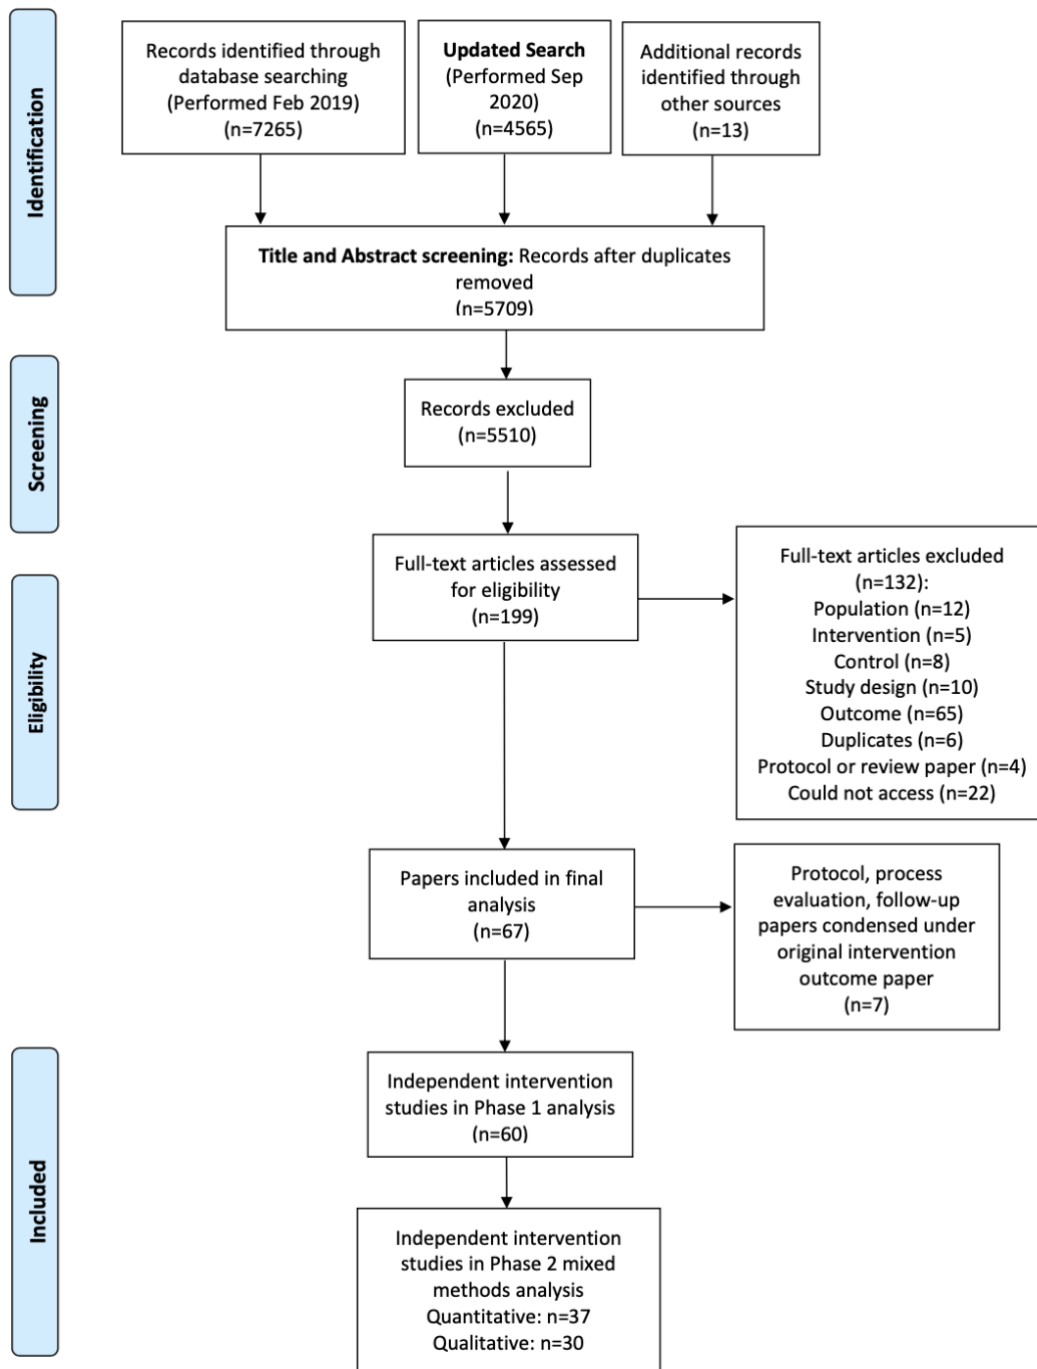 Identification
Records identified through
database searching
(Performed Feb 2019)
(n=7265)
Updated Search
(Performed Sep
2020)
(n=4565)
Additional records
identified through
other sources
(n=13)
Title and Abstract screening: Records after duplicates
removed
(n=5709)
Screening
Records excluded
(n=5510)
Eligibility
Full-text articles assessed
for eligibility
(n=199)
Full-text articles excluded
(n=132):
Population (n=12)
Intervention (n=5)
Control (n=8)
Study design (n=10)
Outcome (n=65)
Duplicates (n=6)
Protocol or review paper (n=4)
Could not access (n=22)
Papers included in final
analysis
(n=67)
Protocol, process
evaluation, follow-up
papers condensed under
original intervention
outcome paper
(n=7)
Included
Independent intervention
studies in Phase 1 analysis
(n=60)
Independent intervention
studies in Phase 2 mixed
methods analysis
Quantitative: n=37
Qualitative: n=30